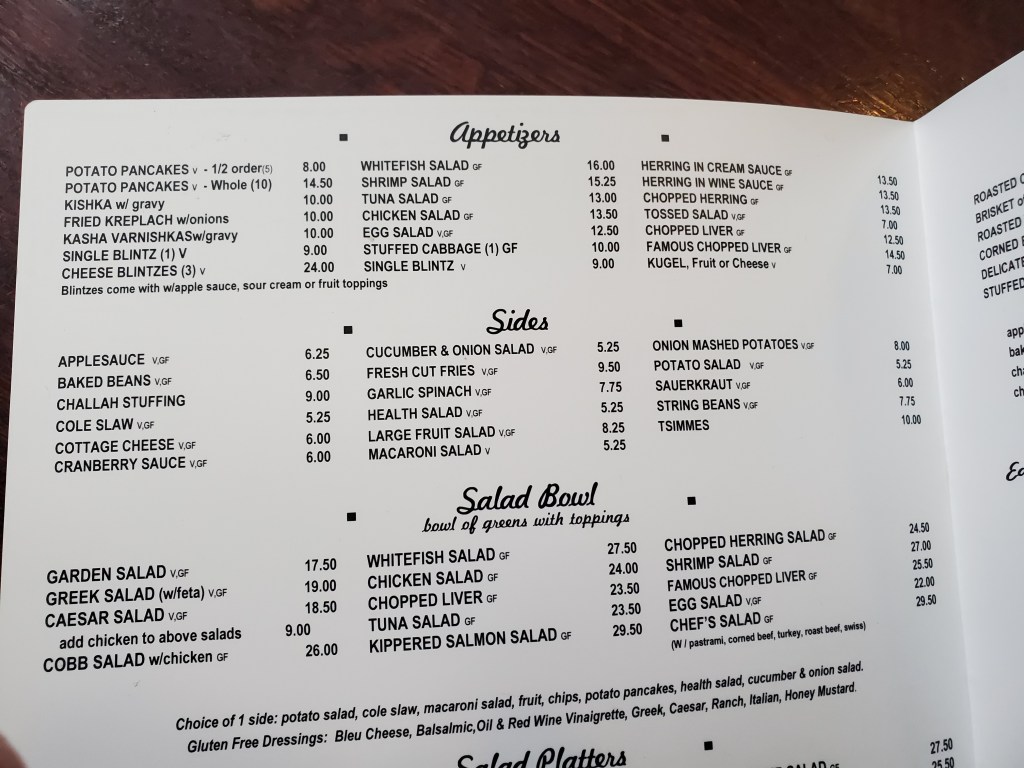 Appetizers
POTATO PANCAKES V - 1/2 order(5) 8.00
POTATO PANCAKES V - Whole (10) 14.50
KISHKA w/ gravy 10.00
FRIED KREPLACH w/onions 10.00
KASHA VARNISHKASw/gravy 10.00
SINGLE BLINTZ (1) V 9.00
CHEESE BLINTZES (3) V 24.00
Blintzes come with w/apple sauce, sour cream or fruit toppings
WHITEFISH SALAD GF 16.00
SHRIMP SALAD GF 15.25
TUNA SALAD GF 13.00
CHICKEN SALAD GF 13.50
EGG SALAD V,GF 12.50
STUFFED CABBAGE (1) GF 10.00
SINGLE BLINTZ V 9.00
HERRING IN CREAM SAUCE GF 13.50
HERRING IN WINE SAUCE GF 13.50
CHOPPED HERRING GF 13.50
TOSSED SALAD V,GF 7.00
CHOPPED LIVER GF 12.50
FAMOUS CHOPPED LIVER GF 14.50
KUGEL, Fruit or Cheese V 7.00
Sides
APPLESAUCE V,GF 6.25
BAKED BEANS V,GF 6.50
CHALLAH STUFFING 9.00
COLE SLAW V,GF 5.25
COTTAGE CHEESE V,GF 6.00
CRANBERRY SAUCE V,GF 6.00
CUCUMBER & ONION SALAD V,GF 5.25
FRESH CUT FRIES V,GF 9.50
GARLIC SPINACH V,GF 7.75
HEALTH SALAD V,GF 5.25
LARGE FRUIT SALAD V,GF 8.25
MACARONI SALAD V 5.25
ONION MASHED POTATOES V,GF 8.00
POTATO SALAD V,GF 5.25
SAUERKRAUT V,GF 6.00
STRING BEANS V,GF 7.75
TSIMMES 10.00
Salad Bowl
bowl of greens with toppings
GARDEN SALAD V,GF 17.50
GREEK SALAD (w/feta) V,GF 19.00
CAESAR SALAD V,GF 18.50
add chicken to above salads 9.00
COBB SALAD w/chicken GF 26.00
WHITEFISH SALAD GF 27.50
CHICKEN SALAD GF 24.00
CHOPPED LIVER GF 23.50
TUNA SALAD GF 23.50
KIPPERED SALMON SALAD GF 29.50
CHOPPED HERRING SALAD GF 24.50
SHRIMP SALAD GF 27.00
FAMOUS CHOPPED LIVER GF 25.50
EGG SALAD V,GF 22.00
CHEF'S SALAD GF 29.50
(W / pastrami, corned beef, turkey, roast beef, swiss)
Choice of 1 side: potato salad, cole slaw, macaroni salad, fruit, chips, potato pancakes, health salad, cucumber & onion salad.
Gluten Free Dressings: Bleu Cheese, Balsalmic,Oil & Red Wine Vinaigrette, Greek, Caesar, Ranch, Italian, Honey Mustard.
Salad Platters
27.50
25.50
ROASTED
BRISKET
ROASTED
CORNED
STUFFED